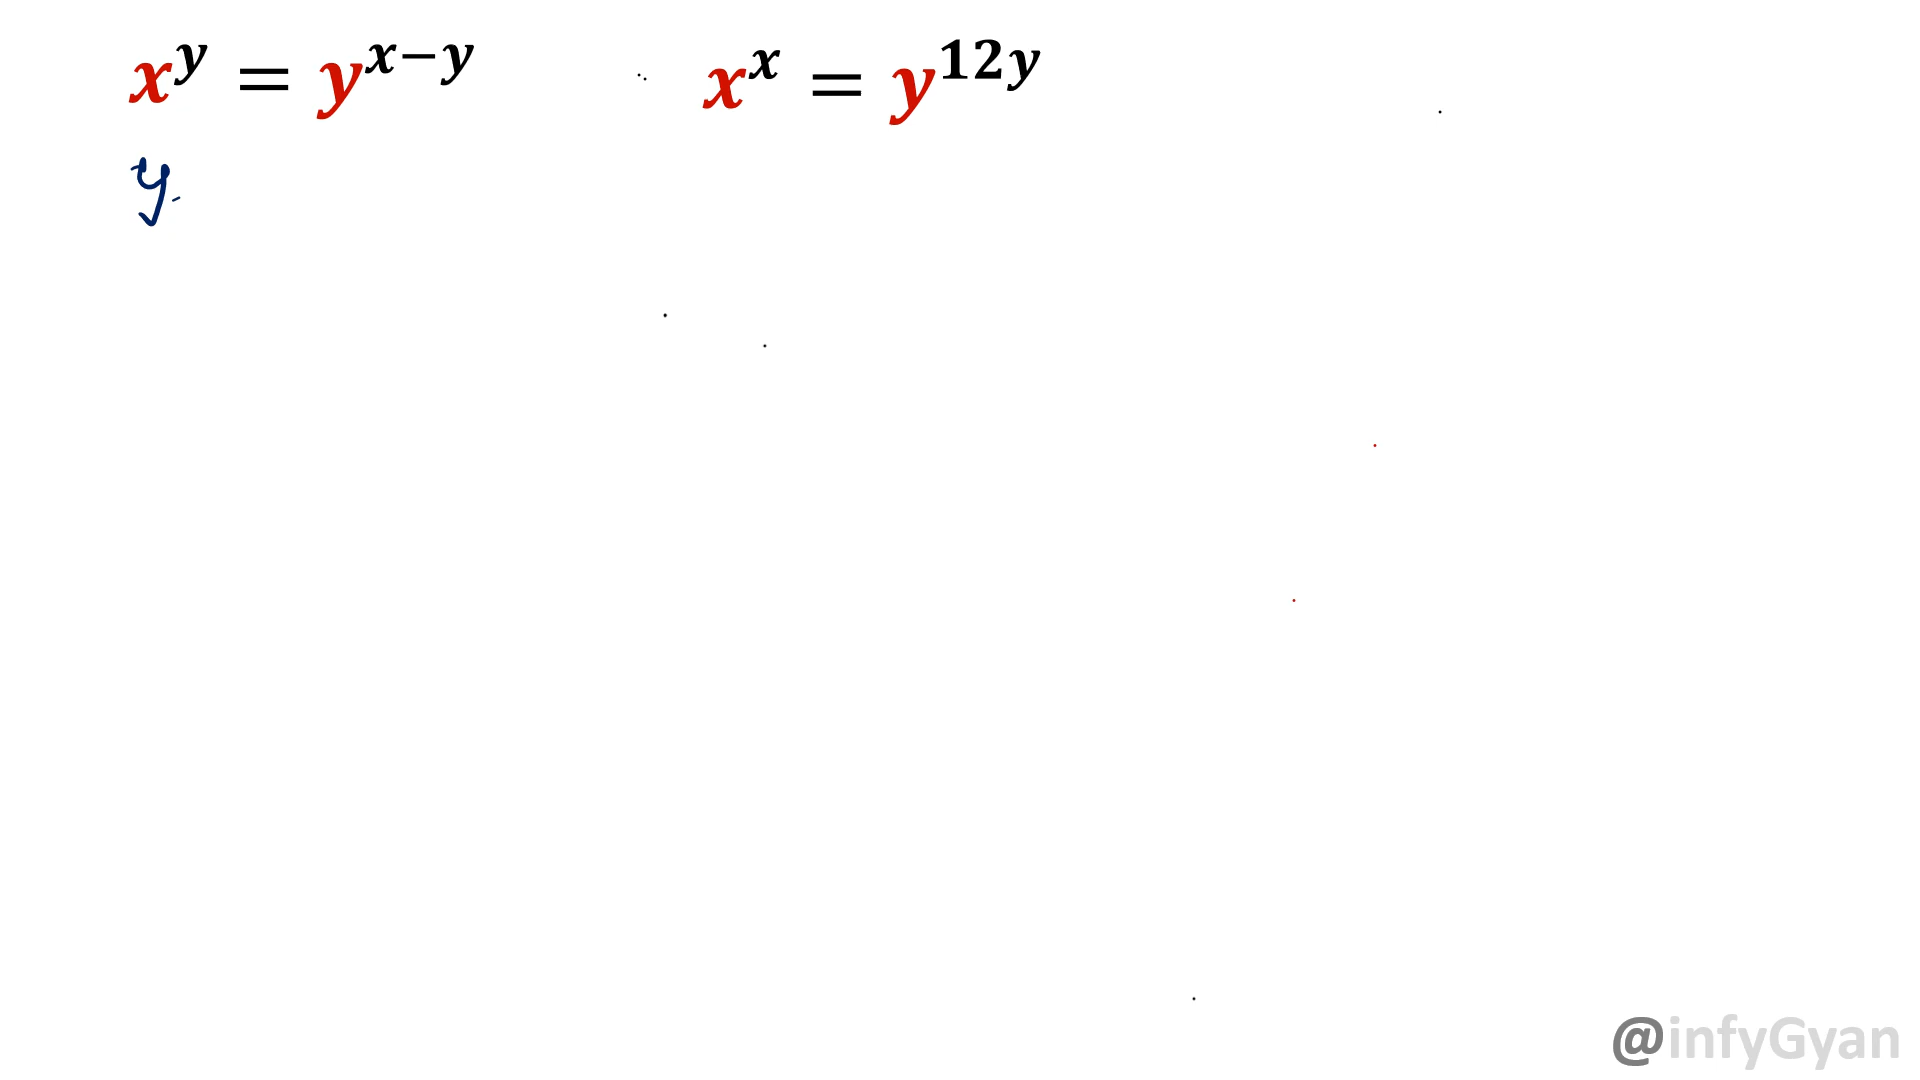 x^y = y^{x-y} x^x = y^{12y}
y
@infyGyan